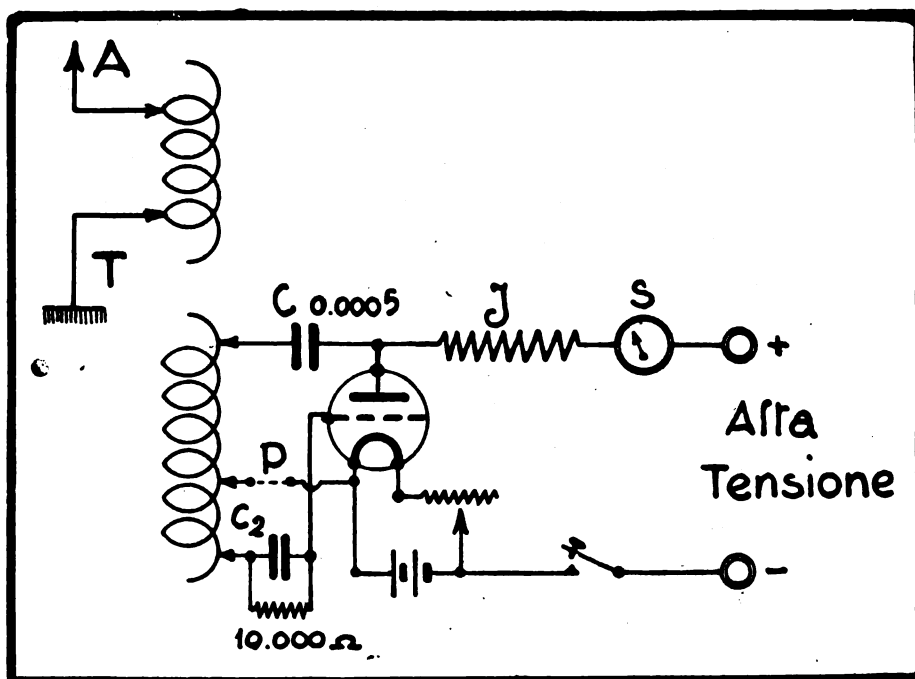 A
T
C 0.0005
J
S
+
Alta
Tensione
P
C2
10.000 Ω
-